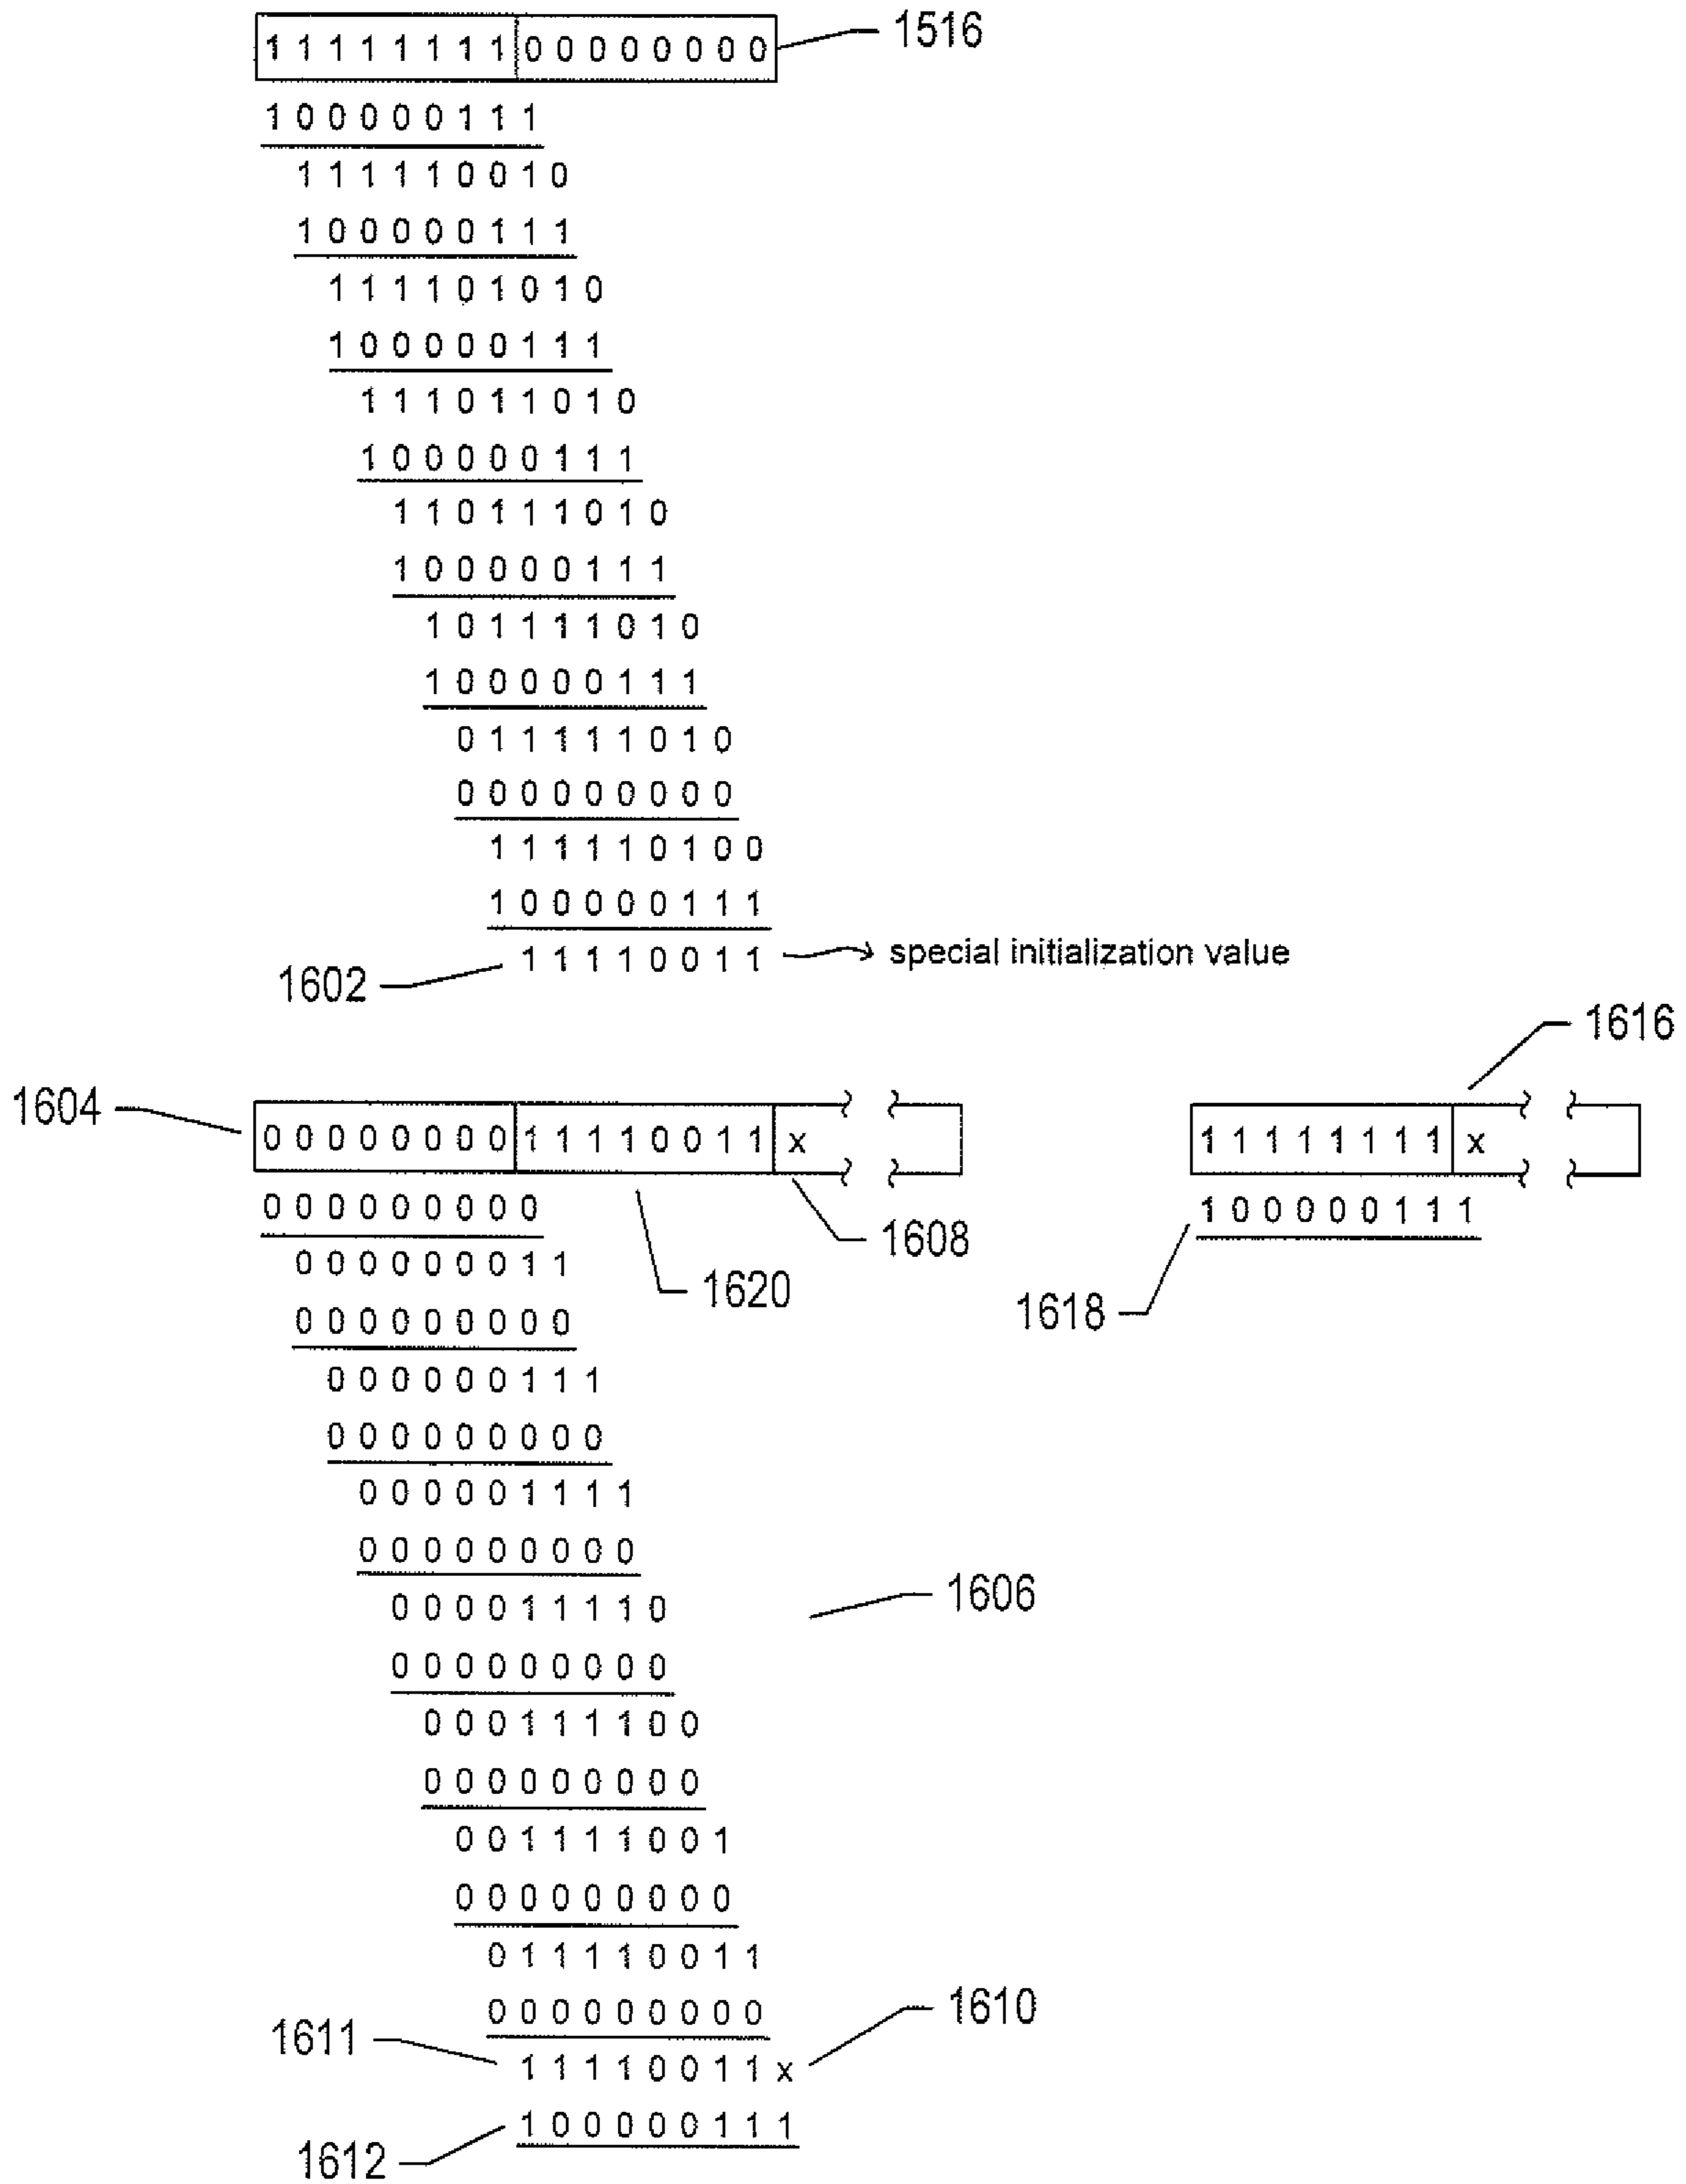 1 1 1 1 1 1 1 1 0 0 0 0 0 0 0 0 1516
1 0 0 0 0 0 1 1 1
1 1 1 1 1 0 0 1 0
1 0 0 0 0 0 1 1 1
1 1 1 1 0 1 0 1 0
1 0 0 0 0 0 1 1 1
1 1 1 0 1 1 0 1 0
1 0 0 0 0 0 1 1 1
1 1 0 1 1 1 0 1 0
1 0 0 0 0 0 1 1 1
1 0 1 1 1 1 0 1 0
1 0 0 0 0 0 1 1 1
0 1 1 1 1 1 0 1 0
0 0 0 0 0 0 0 0 0
1 1 1 1 1 0 1 0 0
1 0 0 0 0 0 1 1 1
1602 1 1 1 1 0 0 1 1 special initialization value
1616
1604 0 0 0 0 0 0 0 0 1 1 1 1 0 0 1 1 x 1 1 1 1 1 1 1 1 x
0 0 0 0 0 0 0 0 0 1608 1 0 0 0 0 0 1 1 1
0 0 0 0 0 0 0 1 1 1620 1618
0 0 0 0 0 0 0 0 0
0 0 0 0 0 0 1 1 1
0 0 0 0 0 0 0 0 0
0 0 0 0 0 1 1 1 1
0 0 0 0 0 0 0 0 0
0 0 0 0 1 1 1 1 0 1606
0 0 0 0 0 0 0 0 0
0 0 0 1 1 1 1 0 0
0 0 0 0 0 0 0 0 0
0 0 1 1 1 1 0 0 1
0 0 0 0 0 0 0 0 0
0 1 1 1 1 0 0 1 1
0 0 0 0 0 0 0 0 0 1610
1611 1 1 1 1 0 0 1 1 x
1612 1 0 0 0 0 0 1 1 1